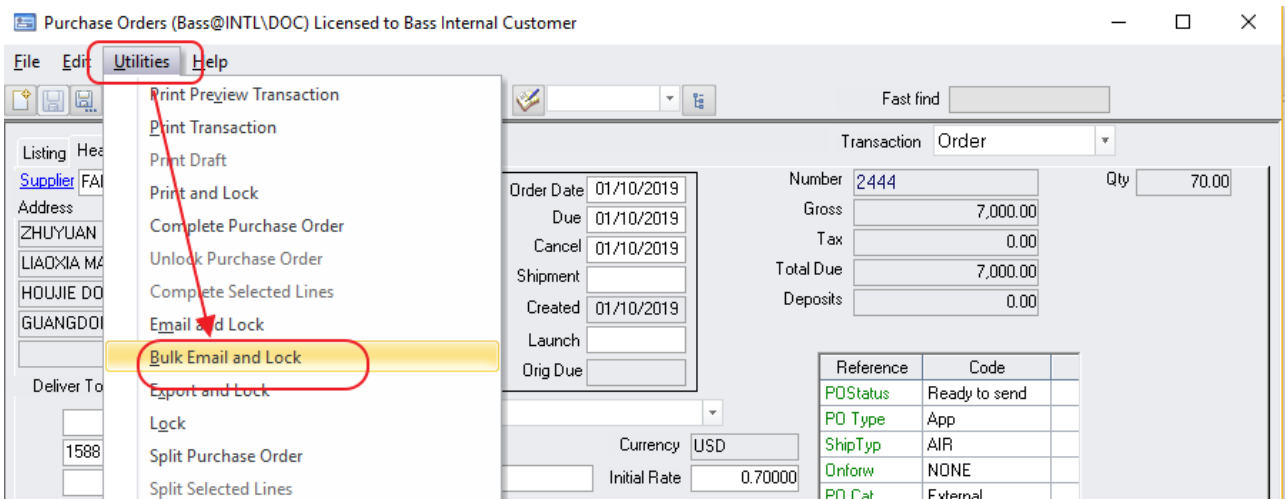 Purchase Orders (Bass@INTL\DOC) Licensed to Bass Internal Customer
File Edit Utilities Help
Fast find
Listing
Transaction Order
Supplier
Address
ZHUYUAN
LIAOXIA
HOUJIE
Deliver To
1588
Print Preview Transaction
Print Transaction
Print Draft
Print and Lock
Complete Purchase Order
Unlock Purchase Order
Complete Selected Lines
Email and Lock
Bulk Email and Lock
Export and Lock
Lock
Split Purchase Order
Split Selected Lines
Order Date 01/10/2019
Due 01/10/2019
Cancel 01/10/2019
Shipment
Created 01/10/2019
Launch
Orig Due
Currency USD
Initial Rate 0.70000
Number 2444
Gross 7,000.00
Tax 0.00
Total Due 7,000.00
Deposits 0.00
Qty 70.00
Reference Code
POStatus Ready to send
PO Type App
ShipTyp AIR
Onforw NONE
PO Cat External